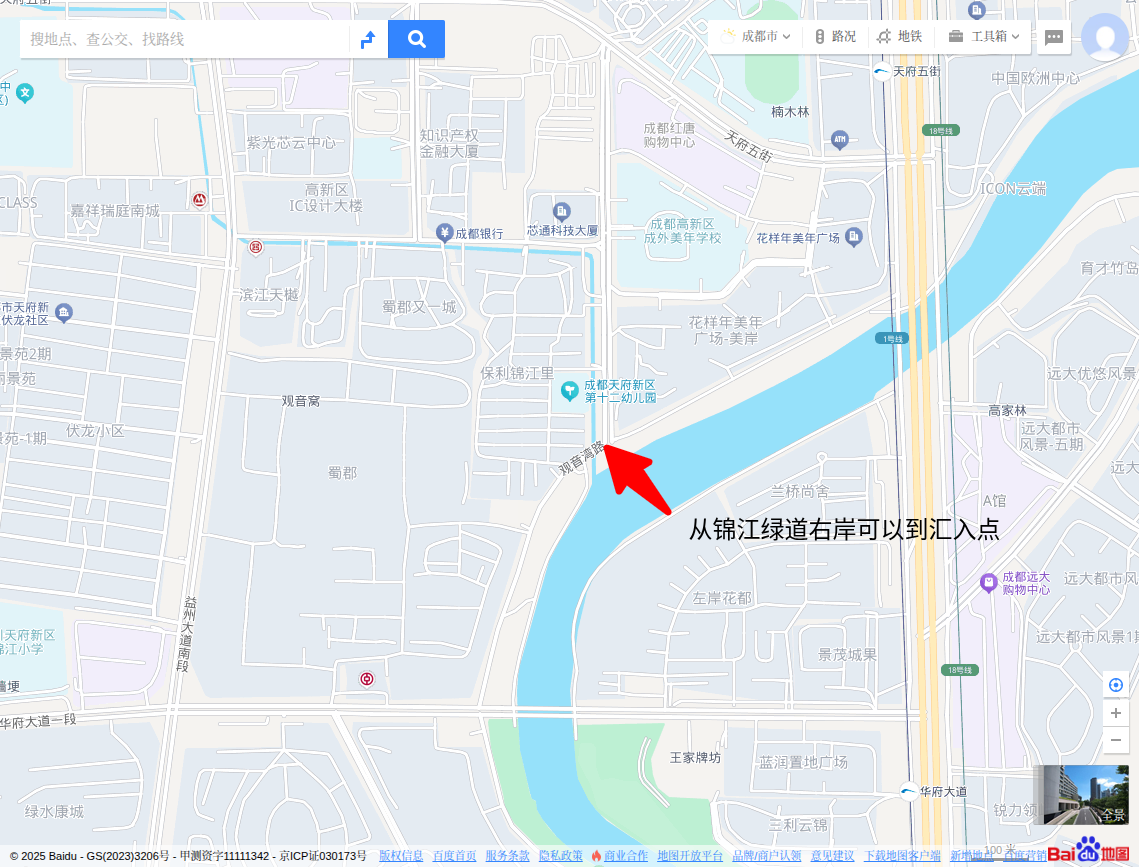 天府五街
搜地点、查公交、找路线
成都市
路况
地铁
工具箱
天府五街
中国欧洲中心
楠木林
中
区)
紫光芯云中心
知识产权
金融大厦
成都红唐
购物中心
天府五街
ATM
18号线
ICON云端
CLASS
嘉祥瑞庭南城
高新区
IC设计大楼
成都银行
芯通科技大厦
成都高新区
成外美年学校
花样年美年广场
育才竹岛
滨江天樾
蜀郡又一城
市天府新
伏龙社区
花样年美年
广场-美岸
1号线
景苑2期
雨景苑
保利锦江里
成都天府新区
第十二幼儿园
远大优悠风景
观音窝
高家林
伏龙小区
景苑-1期
远大都市
风景-五期
观音湾路
蜀郡
远大
兰桥尚舍
A馆
从锦江绿道右岸可以到汇入点
成都远大
购物中心
远大都市风
左岸花都
益州大道南段
川天府新区
锦江小学
远大都市风景1期
景茂城果
18号线
墙埂
华府大道一段
王家牌坊
蓝润置地广场
华府大道
绿水康城
锐力领
全景
三利云锦
100 米
© 2025 Baidu - GS(2023)3206号 - 甲测资字11111342 - 京ICP证030173号 版权信息 百度首页 服务条款 隐私政策 商业合作 地图开放平台 品牌/商户认领 意见建议 下载地图客户端 新增地点 百度营销
Bai du 地图